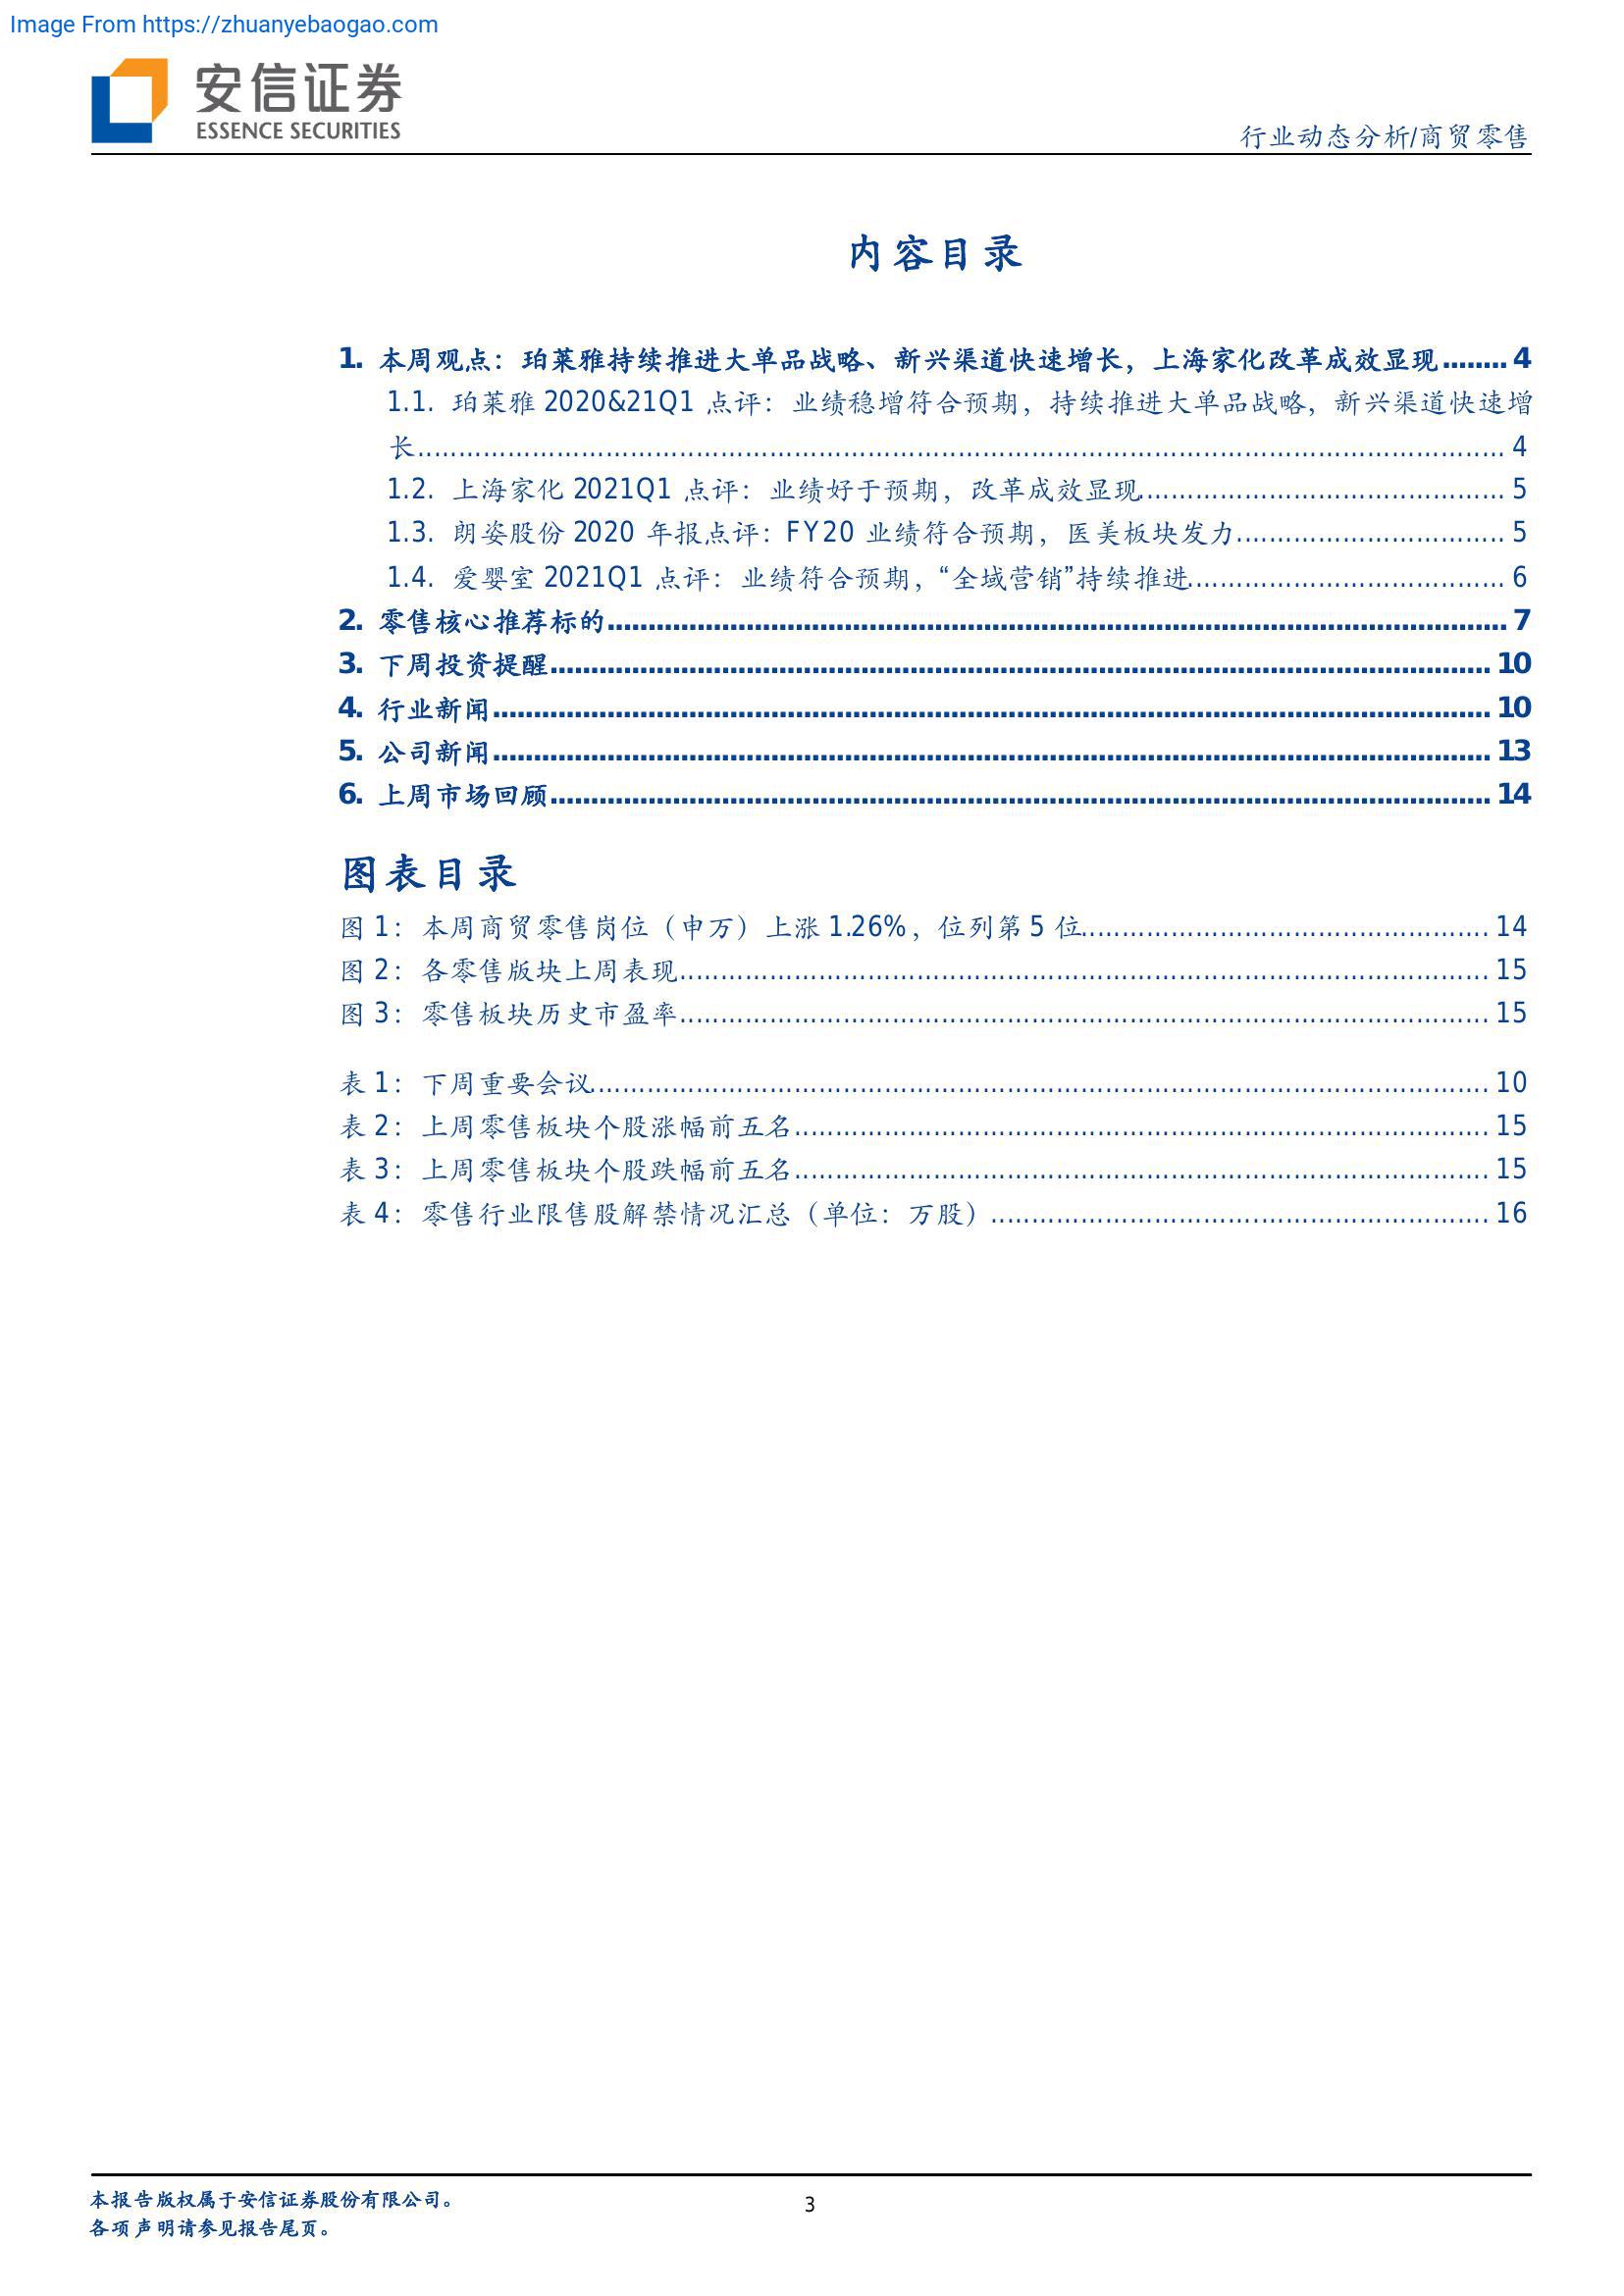 Image From https://zhuanyebaogao.com
安信证券
ESSENCE SECURITIES
行业动态分析/商贸零售
内容目录
1. 本周观点：珀莱雅持续推进大单品战略、新兴渠道快速增长，上海家化改革成效显现........ 4
1.1. 珀莱雅 2020&21Q1 点评：业绩稳增符合预期，持续推进大单品战略，新兴渠道快速增
长........ 4
1.2. 上海家化 2021Q1 点评：业绩好于预期，改革成效显现........ 5
1.3. 朗姿股份 2020 年报点评：FY20 业绩符合预期，医美板块发力........ 5
1.4. 爱婴室 2021Q1 点评：业绩符合预期，“全域营销”持续推进........ 6
2. 零售核心推荐标的........ 7
3. 下周投资提醒........ 10
4. 行业新闻........ 10
5. 公司新闻........ 13
6. 上周市场回顾........ 14
图表目录
图 1：本周商贸零售岗位（申万）上涨 1.26%，位列第 5 位........ 14
图 2：各零售版块上周表现........ 15
图 3：零售板块历史市盈率........ 15
表 1：下周重要会议........ 10
表 2：上周零售板块个股涨幅前五名........ 15
表 3：上周零售板块个股跌幅前五名........ 15
表 4：零售行业限售股解禁情况汇总（单位：万股）........ 16
本报告版权属于安信证券股份有限公司。
各项声明请参见报告尾页。
3